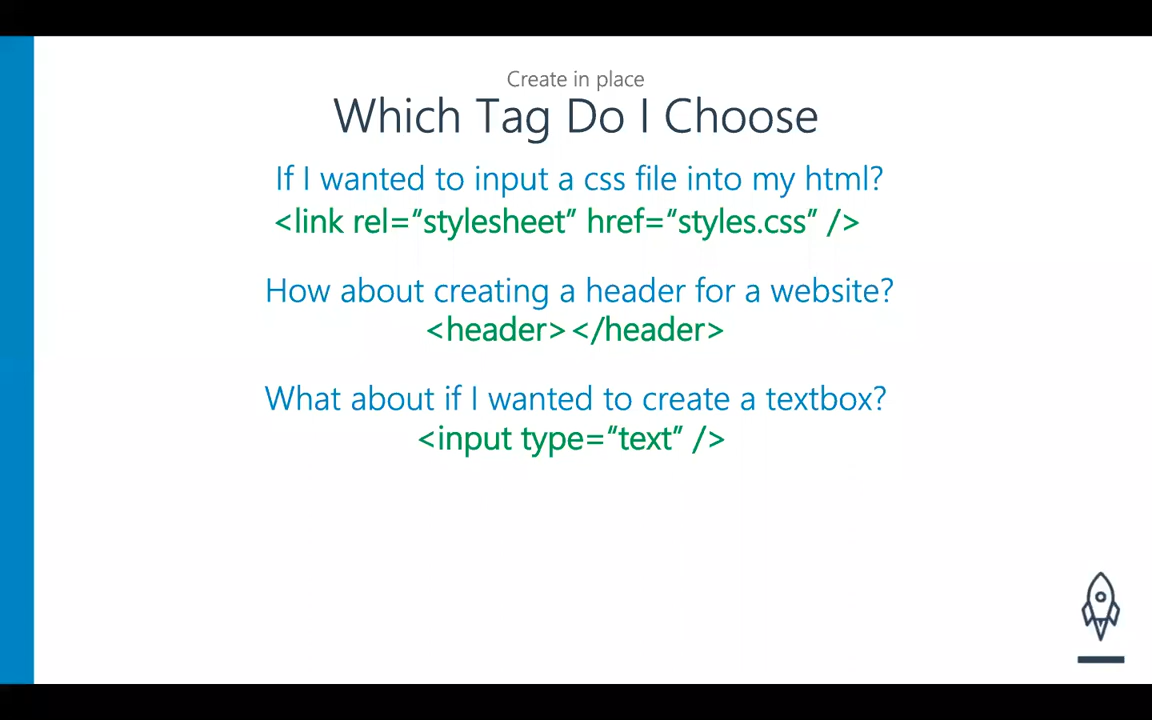 Create in place
Which Tag Do I Choose
If I wanted to input a css file into my html?
<link rel=“stylesheet” href=“styles.css” />
How about creating a header for a website?
<header></header>
What about if I wanted to create a textbox?
<input type=“text” />